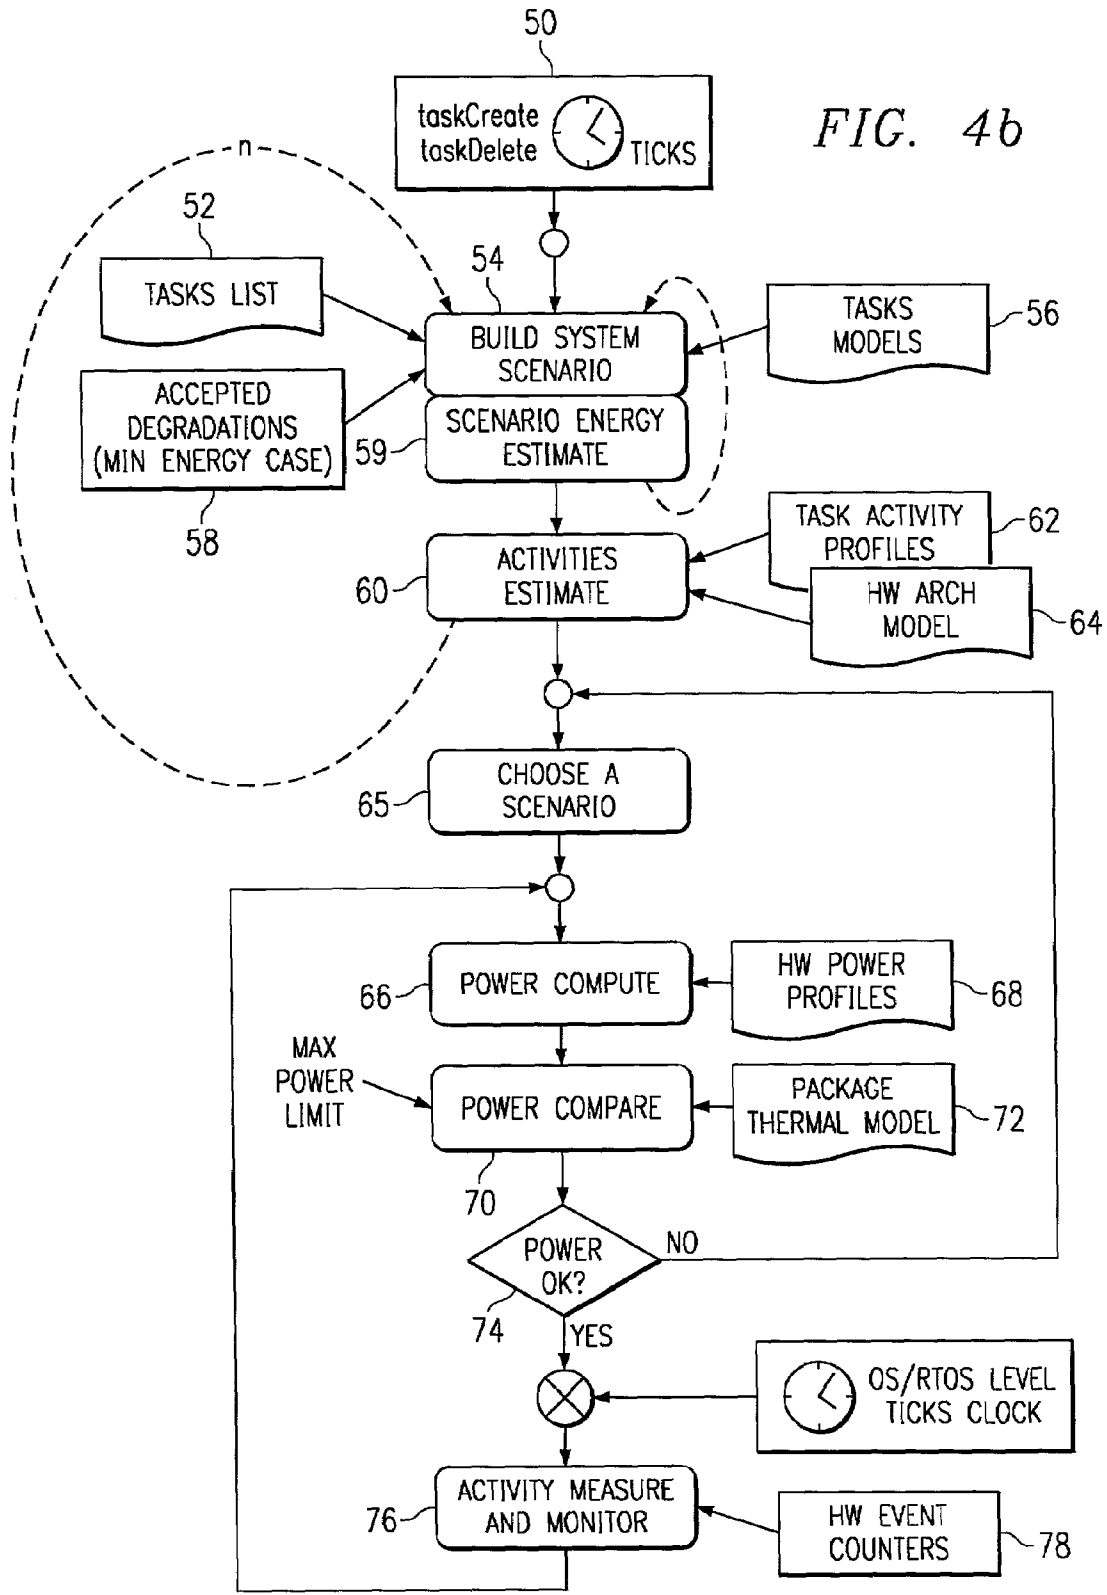 50
taskCreate
taskDelete
TICKS
FIG. 4b
n
52
TASKS LIST
54
BUILD SYSTEM
SCENARIO
TASKS
MODELS
56
ACCEPTED
DEGRADATIONS
(MIN ENERGY CASE)
58
59
SCENARIO ENERGY
ESTIMATE
60
ACTIVITIES
ESTIMATE
TASK ACTIVITY
PROFILES
62
HW ARCH
MODEL
64
65
CHOOSE A
SCENARIO
66
POWER COMPUTE
HW POWER
PROFILES
68
MAX
POWER
LIMIT
POWER COMPARE
70
PACKAGE
THERMAL MODEL
72
POWER
OK?
74
NO
YES
OS/RTOS LEVEL
TICKS CLOCK
76
ACTIVITY MEASURE
AND MONITOR
HW EVENT
COUNTERS
78